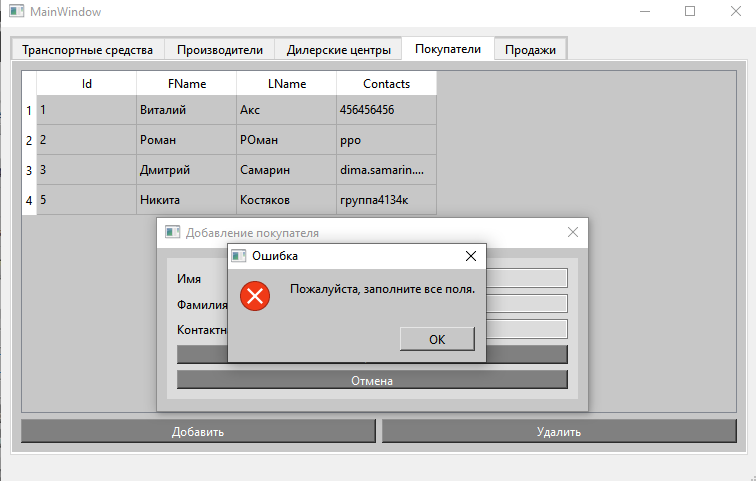 MainWindow
Транспортные средства Производители Дилерские центры Покупатели Продажи
Id FName LName Contacts
1 1 Виталий Акс 456456456
2 2 Роман РОман рро
3 3 Дмитрий Самарин dima.samarin....
4 5 Никита Костяков группа4134к
Добавление покупателя
Ошибка
Пожалуйста, заполните все поля.
OK
Имя
Фамилия
Контактн
Отмена
Добавить Удалить